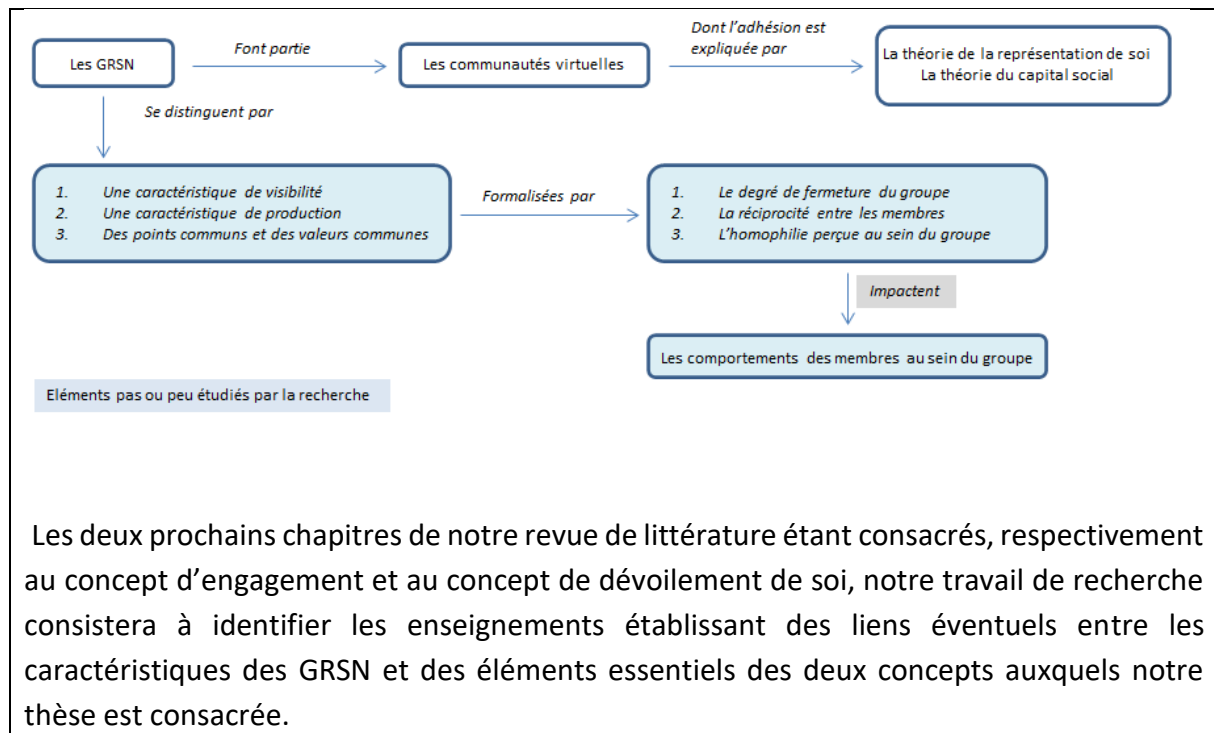 Les GRSN
Font partie
Les communautés virtuelles
Dont l'adhésion est
expliquée par
La théorie de la représentation de soi
La théorie du capital social
Se distinguent par
1. Une caractéristique de visibilité
2. Une caractéristique de production
3. Des points communs et des valeurs communes
Formalisées par
1. Le degré de fermeture du groupe
2. La réciprocité entre les membres
3. L'homophilie perçue au sein du groupe
Impactent
Les comportements des membres au sein du groupe
Eléments pas ou peu étudiés par la recherche
Les deux prochains chapitres de notre revue de littérature étant consacrés, respectivement
au concept d'engagement et au concept de dévoilement de soi, notre travail de recherche
consistera à identifier les enseignements établissant des liens éventuels entre les
caractéristiques des GRSN et des éléments essentiels des deux concepts auxquels notre
thèse est consacrée.